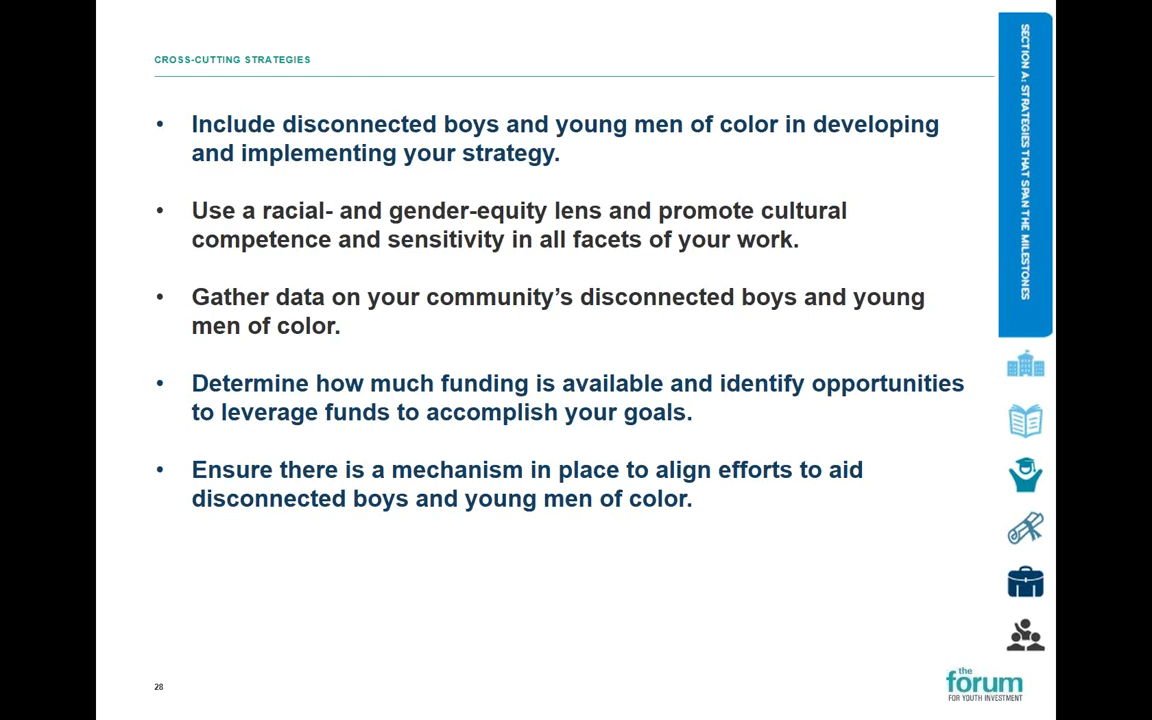 CROSS-CUTTING STRATEGIES
• Include disconnected boys and young men of color in developing
and implementing your strategy.
• Use a racial- and gender-equity lens and promote cultural
competence and sensitivity in all facets of your work.
• Gather data on your community’s disconnected boys and young
men of color.
• Determine how much funding is available and identify opportunities
to leverage funds to accomplish your goals.
• Ensure there is a mechanism in place to align efforts to aid
disconnected boys and young men of color.
SECTION A: STRATEGIES THAT SPAN THE MILESTONES
28
the
forum
FOR YOUTH INVESTMENT